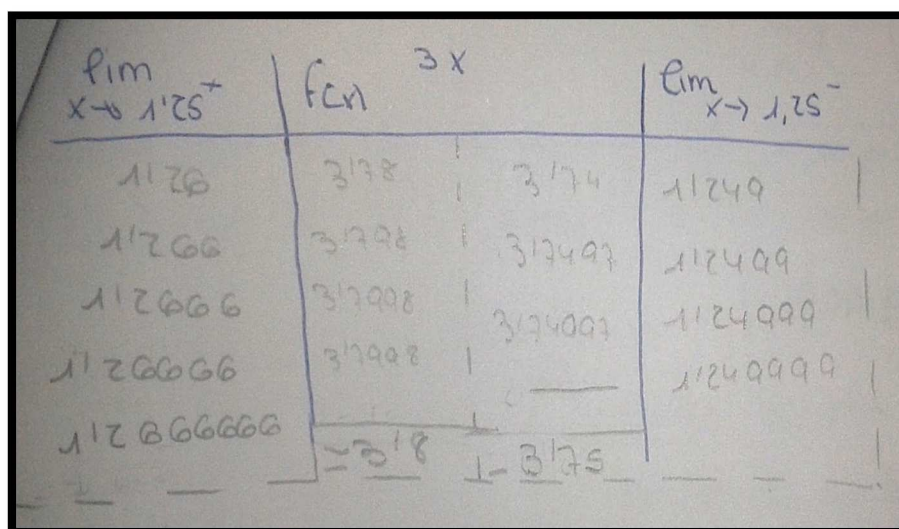 lim x→1,25⁺ | f(x) 3x | lim x→1,25⁻
1'26 | 3'78 | 3'74 | 1'249
1'266 | 3'798 | 3'7497 | 1'2499
1'2666 | 3'7998 | 3'74997 | 1'24999
1'26666 | 3'7998 | 1'249999
1'2666666
=3'8 | 3'75